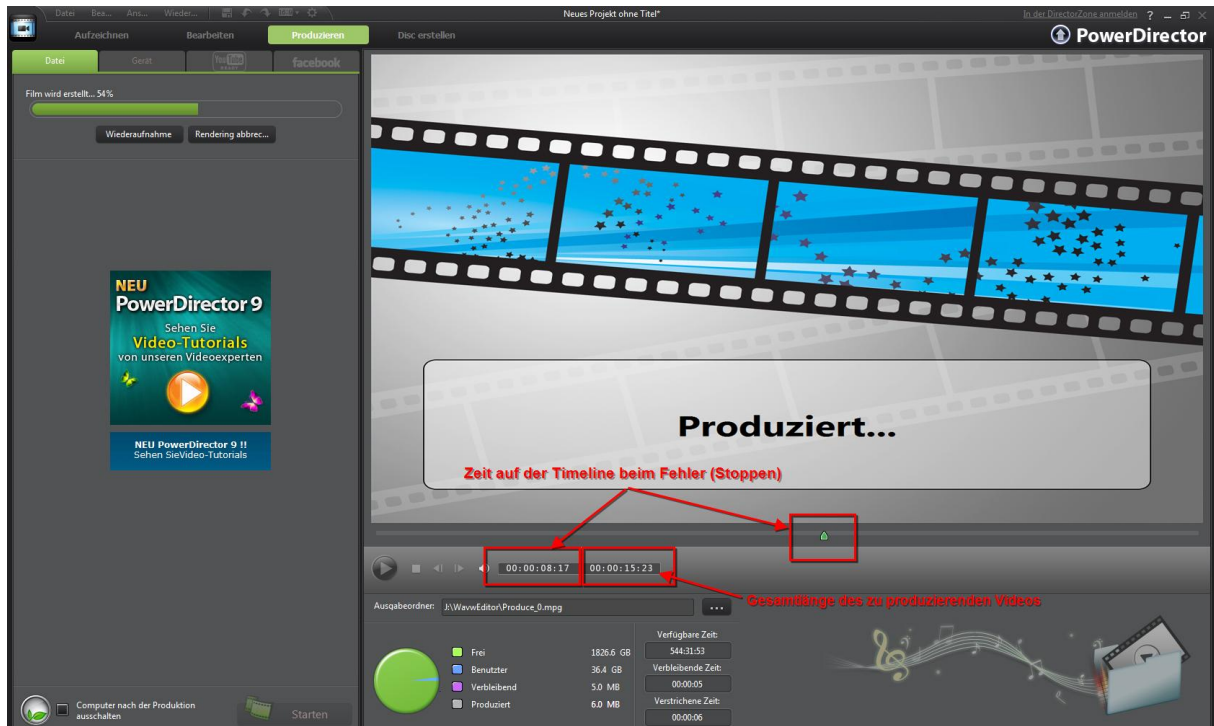 Datei Bea... Ans... Wieder...
Neues Projekt ohne Titel*
In der DirectorZone anmelden ?
Aufzeichnen Bearbeiten Produzieren Disc erstellen
PowerDirector
Datei Gerät YouTube facebook
Film wird erstellt... 54%
Wiederaufnahme Rendering abbrec...
NEU
PowerDirector 9
Sehen Sie
Video-Tutorials
von unseren Videoexperten
NEU PowerDirector 9 !!
Sehen SieVideo-Tutorials
Produziert...
Zeit auf der Timeline beim Fehler (Stoppen)
00:00:08:17 00:00:15:23
Gesamtlänge des zu produzierenden Videos
Ausgabeordner: J:\WavwEditor\Produce_0.mpg ...
Frei 1826.6 GB
Benutzter 36.4 GB
Verbleibend 5.0 MB
Produziert 6.0 MB
Verfügbare Zeit:
544:31:53
Verbleibende Zeit:
00:00:05
Verstrichene Zeit:
00:00:06
Computer nach der Produktion
ausschalten
Starten